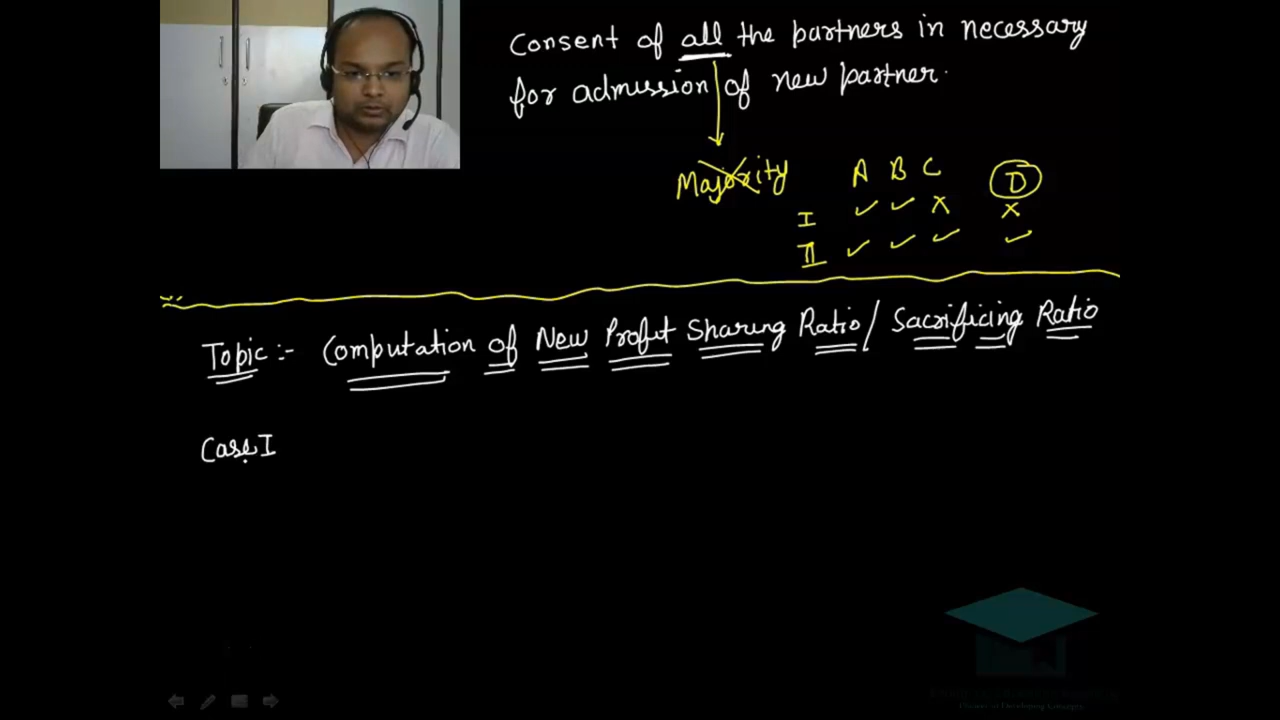 Consent of all the partners in necessary
for admission of new partner.
Majority A B C D
I ✓ ✓ X X
II ✓ ✓ ✓ ✓
Topic :- Computation of New Profit Sharing Ratio / Sacrificing Ratio
Case I